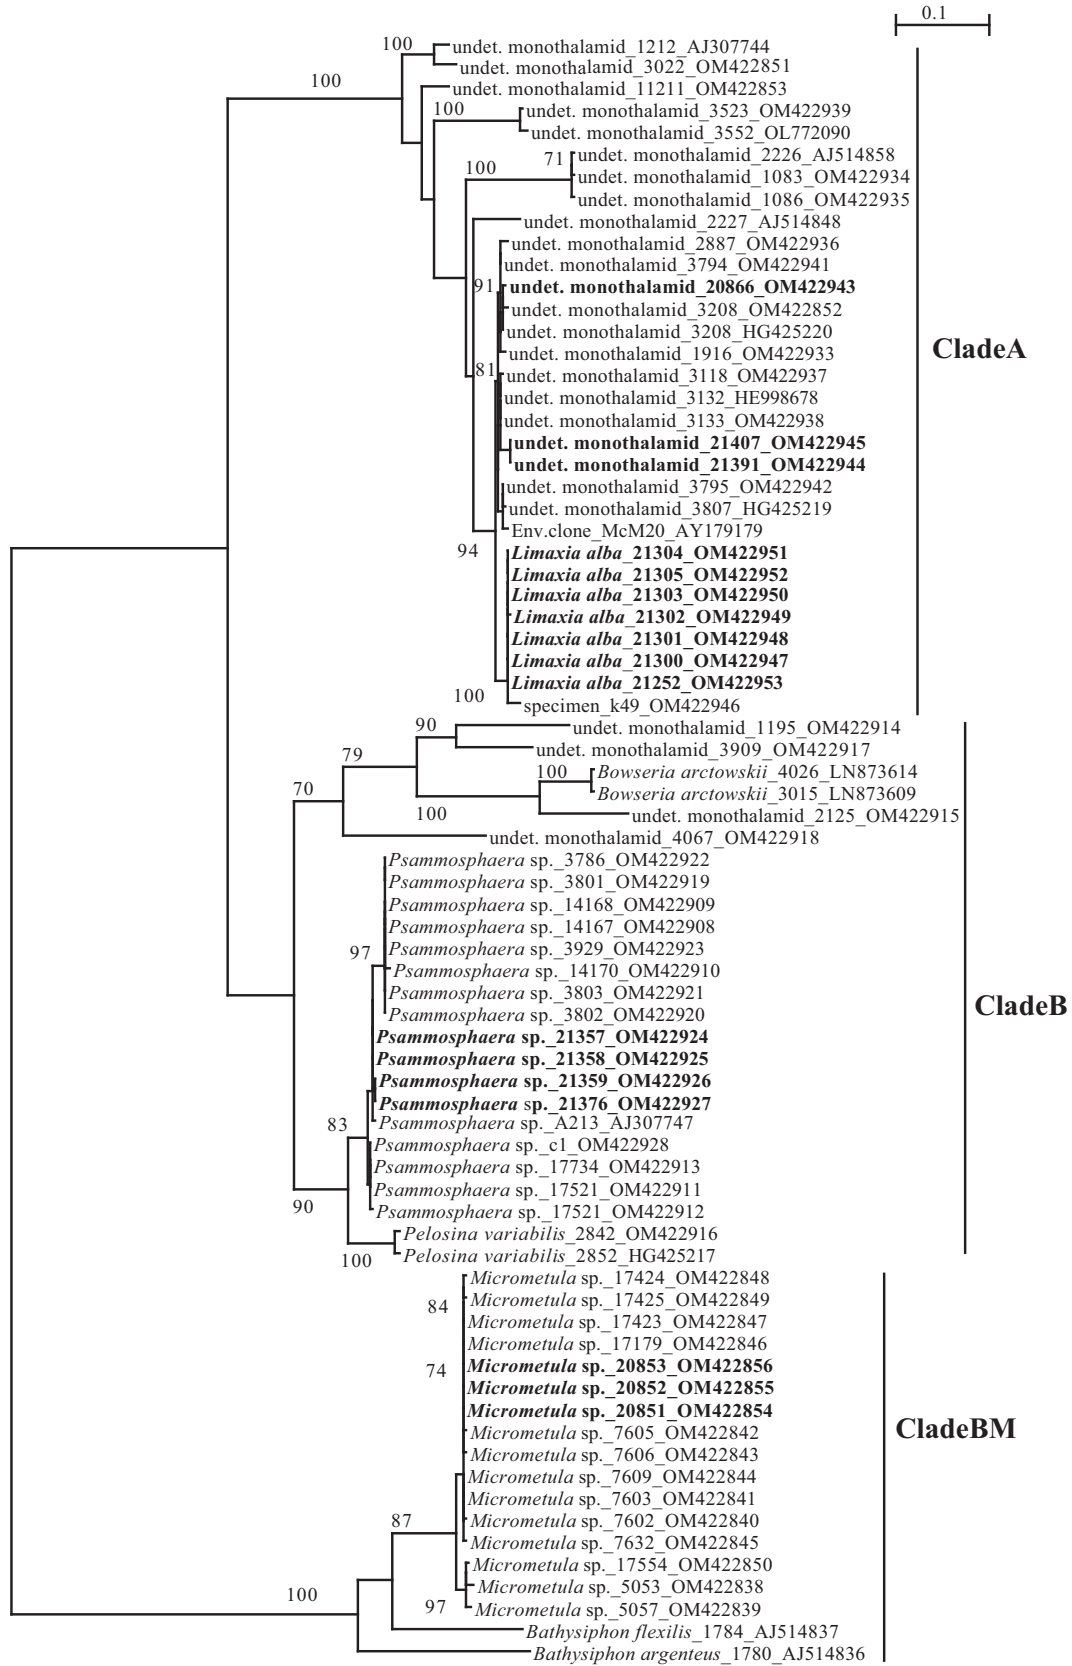 0.1
100
undet. monothalamid_1212_AJ307744
undet. monothalamid_3022_OM422851
100
undet. monothalamid_11211_OM422853
100
undet. monothalamid_3523_OM422939
undet. monothalamid_3552_OL772090
71
undet. monothalamid_2226_AJ514858
100
undet. monothalamid_1083_OM422934
undet. monothalamid_1086_OM422935
undet. monothalamid_2227_AJ514848
undet. monothalamid_2887_OM422936
undet. monothalamid_3794_OM422941
91
undet. monothalamid_20866_OM422943
undet. monothalamid_3208_OM422852
undet. monothalamid_3208_HG425220
undet. monothalamid_1916_OM422933
CladeA
81
undet. monothalamid_3118_OM422937
undet. monothalamid_3132_HE998678
undet. monothalamid_3133_OM422938
undet. monothalamid_21407_OM422945
undet. monothalamid_21391_OM422944
undet. monothalamid_3795_OM422942
undet. monothalamid_3807_HG425219
Env.clone_McM20_AY179179
94
Limaxia alba_21304_OM422951
Limaxia alba_21305_OM422952
Limaxia alba_21303_OM422950
Limaxia alba_21302_OM422949
Limaxia alba_21301_OM422948
Limaxia alba_21300_OM422947
Limaxia alba_21252_OM422953
100
specimen_k49_OM422946
90
undet. monothalamid_1195_OM422914
undet. monothalamid_3909_OM422917
79
100
Bowseria arctowskii_4026_LN873614
Bowseria arctowskii_3015_LN873609
70
100
undet. monothalamid_2125_OM422915
undet. monothalamid_4067_OM422918
Psammosphaera sp._3786_OM422922
Psammosphaera sp._3801_OM422919
Psammosphaera sp._14168_OM422909
Psammosphaera sp._14167_OM422908
97
Psammosphaera sp._3929_OM422923
Psammosphaera sp._14170_OM422910
Psammosphaera sp._3803_OM422921
CladeB
Psammosphaera sp._3802_OM422920
Psammosphaera sp._21357_OM422924
Psammosphaera sp._21358_OM422925
Psammosphaera sp._21359_OM422926
Psammosphaera sp._21376_OM422927
83
Psammosphaera sp._A213_AJ307747
Psammosphaera sp._c1_OM422928
Psammosphaera sp._17734_OM422913
Psammosphaera sp._17521_OM422911
90
Psammosphaera sp._17521_OM422912
Pelosina variabilis_2842_OM422916
100
Pelosina variabilis_2852_HG425217
Micrometula sp._17424_OM422848
84
Micrometula sp._17425_OM422849
Micrometula sp._17423_OM422847
Micrometula sp._17179_OM422846
74
Micrometula sp._20853_OM422856
Micrometula sp._20852_OM422855
Micrometula sp._20851_OM422854
CladeBM
Micrometula sp._7605_OM422842
Micrometula sp._7606_OM422843
Micrometula sp._7609_OM422844
Micrometula sp._7603_OM422841
87
Micrometula sp._7602_OM422840
Micrometula sp._7632_OM422845
Micrometula sp._17554_OM422850
100
Micrometula sp._5053_OM422838
97
Micrometula sp._5057_OM422839
Bathysiphon flexilis_1784_AJ514837
Bathysiphon argenteus_1780_AJ514836